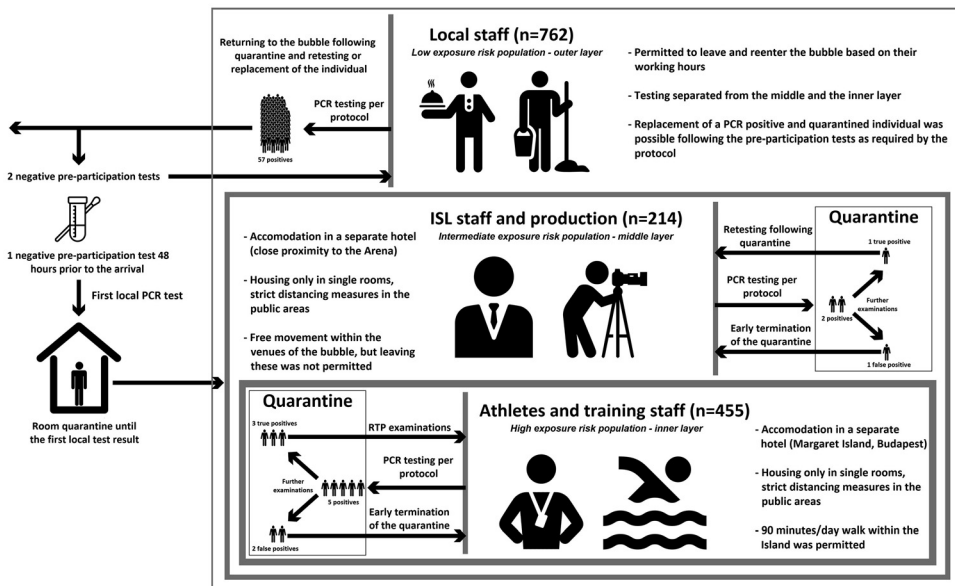 Returning to the bubble following
quarantine and retesting or
replacement of the individual
PCR testing per
protocol
57 positives
Local staff (n=762)
Low exposure risk population - outer layer
- Permitted to leave and reenter the bubble based on their
working hours
- Testing separated from the middle and the inner layer
- Replacement of a PCR positive and quarantined individual was
possible following the pre-participation tests as required by the
protocol
2 negative pre-participation tests
1 negative pre-participation test 48
hours prior to the arrival
First local PCR test
Room quarantine until
the first local test result
- Accomodation in a separate hotel
(close proximity to the Arena)
- Housing only in single rooms,
strict distancing measures in the
public areas
- Free movement within the
venues of the bubble, but leaving
these was not permitted
ISL staff and production (n=214)
Intermediate exposure risk population - middle layer
Retesting following
quarantine
PCR testing per
protocol
Early termination
of the quarantine
Quarantine
1 true positive
Further
examinations
2 positives
1 false positive
Quarantine
3 true positives
Further
examinations
5 positives
2 false positives
RTP examinations
PCR testing per
protocol
Early termination
of the quarantine
Athletes and training staff (n=455)
High exposure risk population - inner layer
- Accomodation in a separate
hotel (Margaret Island, Budapest)
- Housing only in single rooms,
strict distancing measures in the
public areas
- 90 minutes/day walk within the
Island was permitted